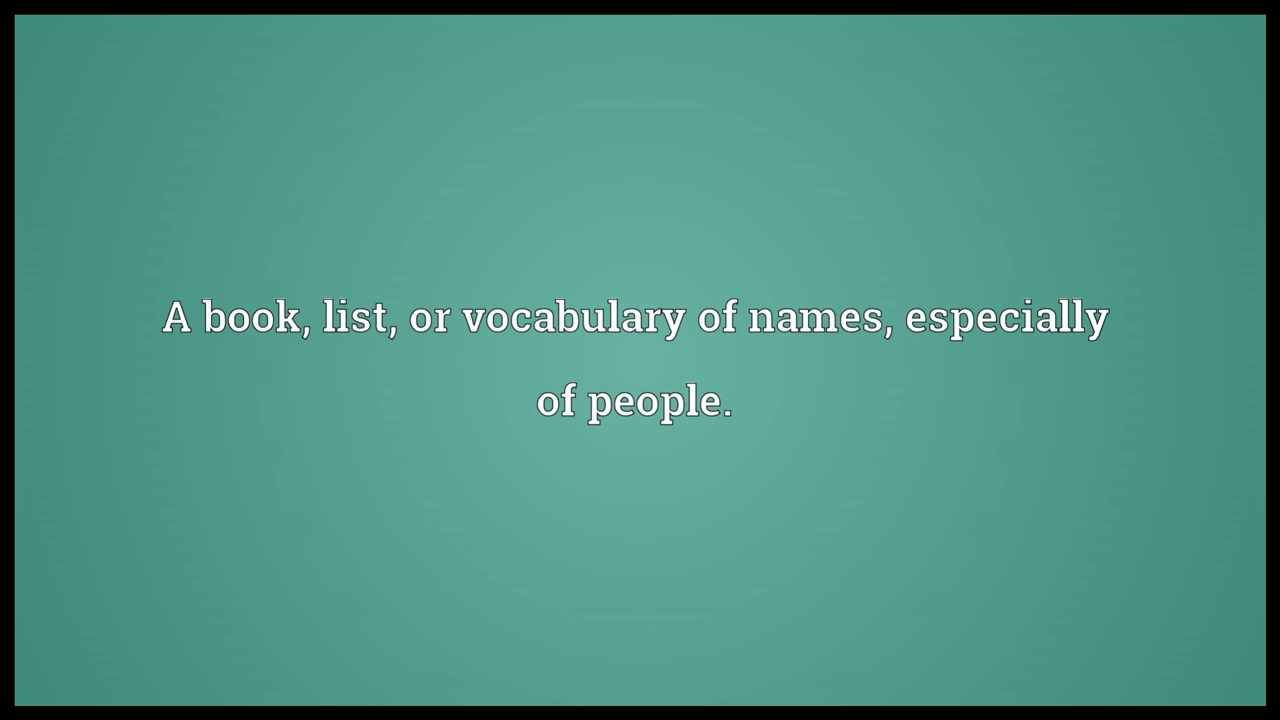 A book, list, or vocabulary of names, especially
of people.